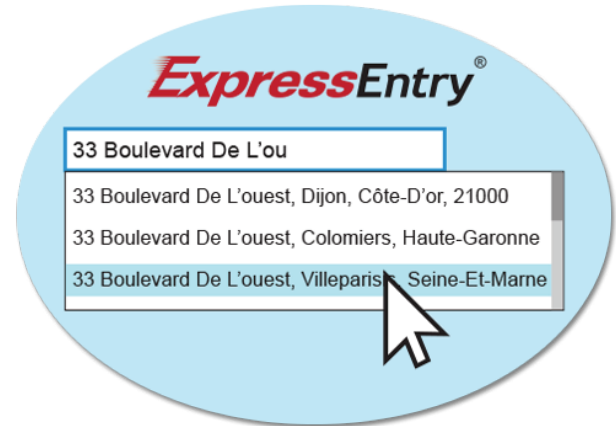 ExpressEntry®
33 Boulevard De L'ou
33 Boulevard De L'ouest, Dijon, Côte-D'or, 21000
33 Boulevard De L'ouest, Colomiers, Haute-Garonne
33 Boulevard De L'ouest, Villeparisis, Seine-Et-Marne